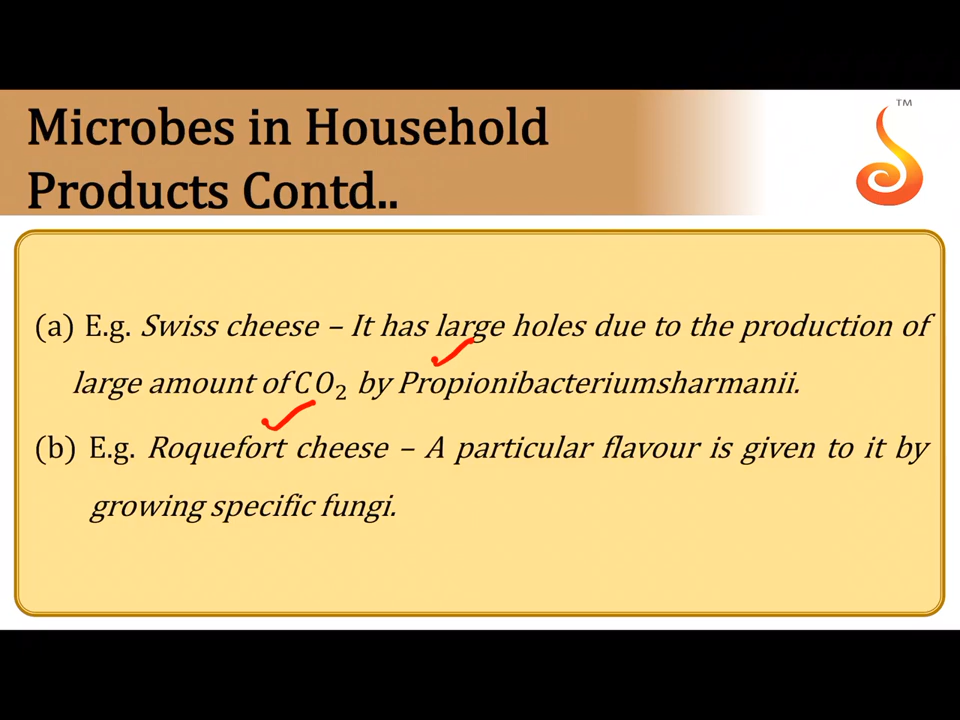 Microbes in Household
Products Contd..
TM
(a) E.g. Swiss cheese – It has large holes due to the production of
large amount of CO₂ by Propionibacteriumsharmanii.
(b) E.g. Roquefort cheese – A particular flavour is given to it by
growing specific fungi.